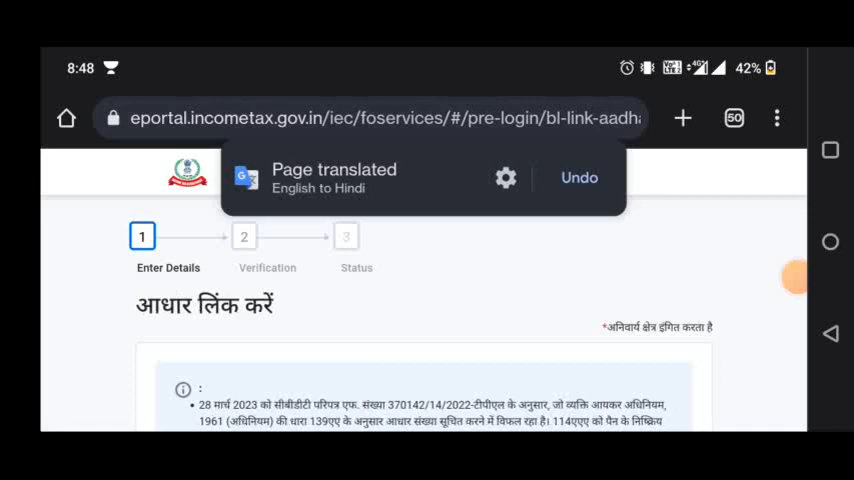 8:48
42%
eportal.incometax.gov.in/iec/foservices/#/pre-login/bl-link-aadha
50
Page translated
English to Hindi
Undo
1
2
3
Enter Details
Verification
Status
आधार लिंक करें
*अनिवार्य क्षेत्र इंगित करता है
:
• 28 मार्च 2023 को सीबीडीटी परिपत्र एफ. संख्या 370142/14/2022-टीपीएल के अनुसार, जो व्यक्ति आयकर अधिनियम,
1961 (अधिनियम) की धारा 139एए के अनुसार आधार संख्या सूचित करने में विफल रहा है। 114एएए को पैन के निष्क्रिय